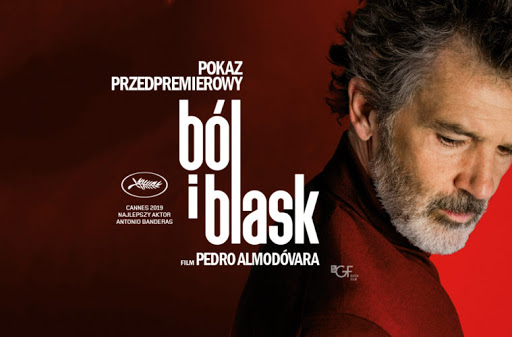 POKAZ
PRZEDPREMIEROWY
ból
i blask
CANNES 2019
NAJLEPSZY AKTOR
ANTONIO BANDERAS
FILM PEDRO ALMODÓVARA
GF